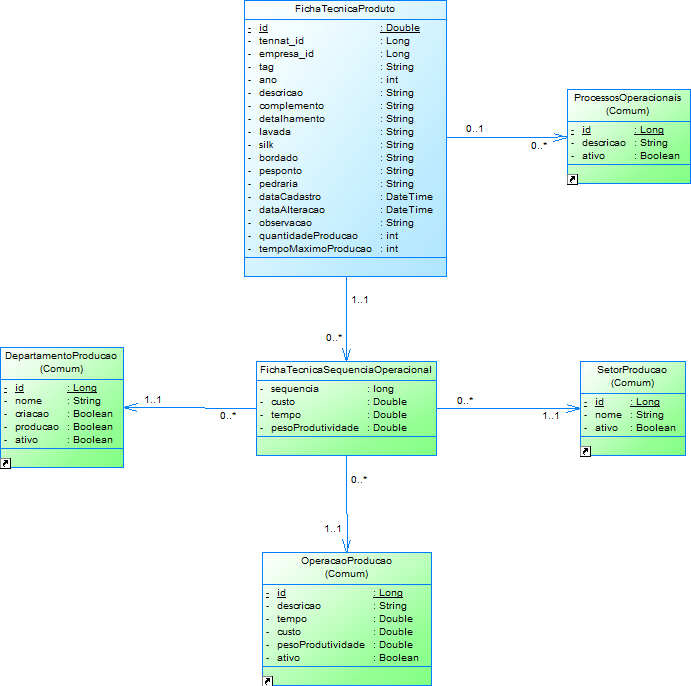 FichaTecnicaProduto
- id : Double
- tennat_id : Long
- empresa_id : Long
- tag : String
- ano : int
- descricao : String
- complemento : String
- detalhamento : String
- lavada : String
- silk : String
- bordado : String
- pesponto : String
- pedraria : String
- dataCadastro : DateTime
- dataAlteracao : DateTime
- observacao : String
- quantidadeProducao : int
- tempoMaximoProducao : int
0..1
0..*
ProcessosOperacionais
(Comum)
- id : Long
- descricao : String
- ativo : Boolean
1..1
0..*
DepartamentoProducao
(Comum)
- id : Long
- nome : String
- criacao : Boolean
- producao : Boolean
- ativo : Boolean
1..1
0..*
FichaTecnicaSequenciaOperacional
- sequencia : long
- custo : Double
- tempo : Double
- pesoProdutividade : Double
0..*
1..1
SetorProducao
(Comum)
- id : Long
- nome : String
- ativo : Boolean
0..*
1..1
OperacaoProducao
(Comum)
- id : Long
- descricao : String
- tempo : Double
- custo : Double
- pesoProdutividade : Double
- ativo : Boolean